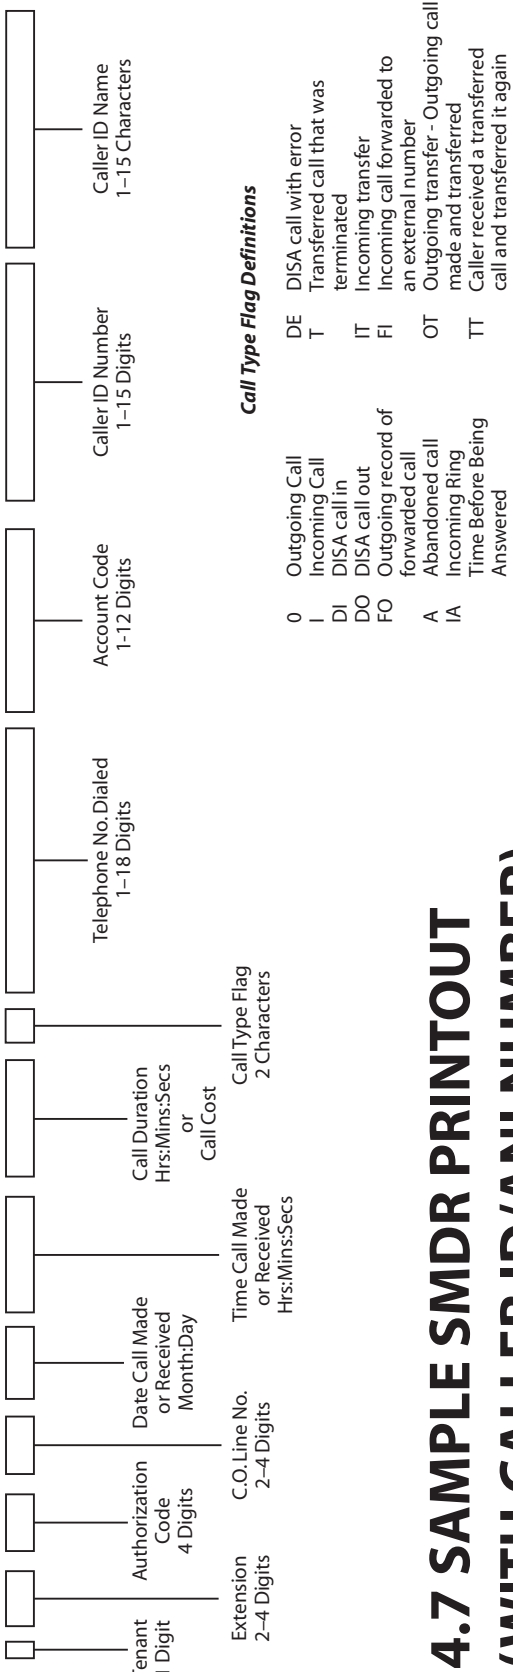 Tenant
1 Digit
Extension
2–4 Digits
Authorization
Code
4 Digits
C.O. Line No.
2–4 Digits
Date Call Made
or Received
Month:Day
Time Call Made
or Received
Hrs:Mins:Secs
Call Duration
Hrs:Mins:Secs
or
Call Cost
Call Type Flag
2 Characters
Telephone No. Dialed
1–18 Digits
Account Code
1-12 Digits
Caller ID Number
1–15 Digits
Caller ID Name
1–15 Characters
Call Type Flag Definitions
0 Outgoing Call
I Incoming Call
DI DISA call in
DO DISA call out
FO Outgoing record of
forwarded call
A Abandoned call
IA Incoming Ring
Time Before Being
Answered
DE DISA call with error
T Transferred call that was
terminated
IT Incoming transfer
FI Incoming call forwarded to
an external number
OT Outgoing transfer - Outgoing call
made and transferred
TT Caller received a transferred
call and transferred it again
4.7 SAMPLE SMDR PRINTOUT
(WITH CALLER ID/ANI NUMBER)